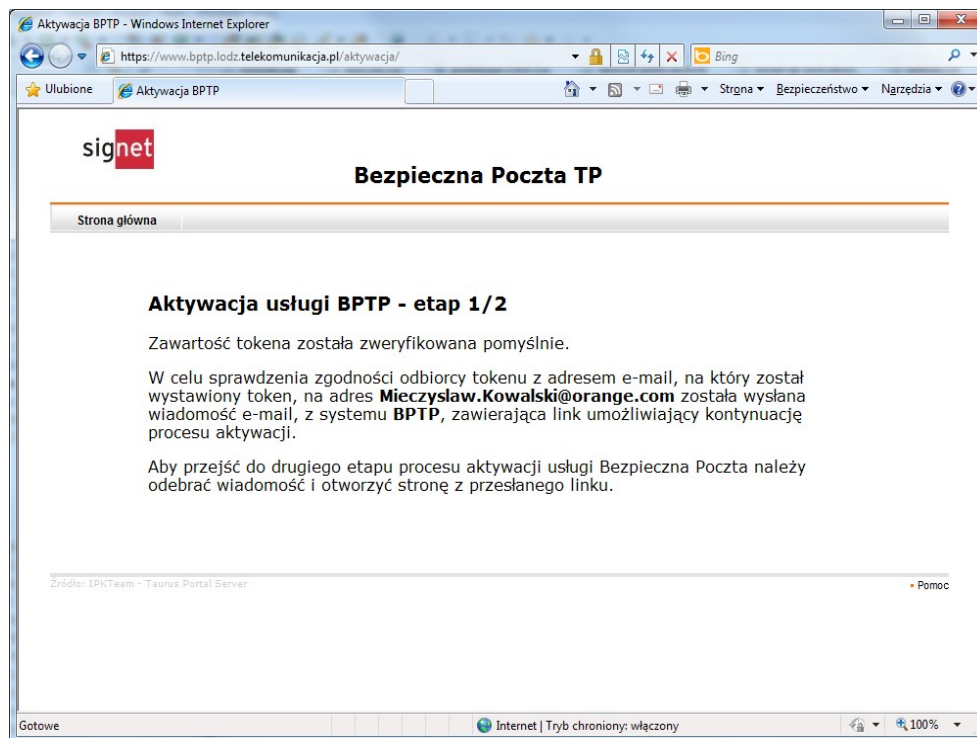 Aktywacja BPTP - Windows Internet Explorer
https://www.bptp.lodz.telekomunikacja.pl/aktywacja/
Bing
Ulubione
Aktywacja BPTP
Strona
Bezpieczeństwo
Narzędzia
signet
Bezpieczna Poczta TP
Strona główna
Aktywacja usługi BPTP - etap 1/2
Zawartość tokena została zweryfikowana pomyślnie.
W celu sprawdzenia zgodności odbiorcy tokenu z adresem e-mail, na który został
wystawiony token, na adres Mieczyslaw.Kowalski@orange.com została wysłana
wiadomość e-mail, z systemu BPTP, zawierająca link umożliwiający kontynuację
procesu aktywacji.
Aby przejść do drugiego etapu procesu aktywacji usługi Bezpieczna Poczta należy
odebrać wiadomość i otworzyć stronę z przesłanego linku.
Źródło: IPKTeam - Taurus Portal Server
Pomoc
Gotowe
Internet | Tryb chroniony: włączony
100%